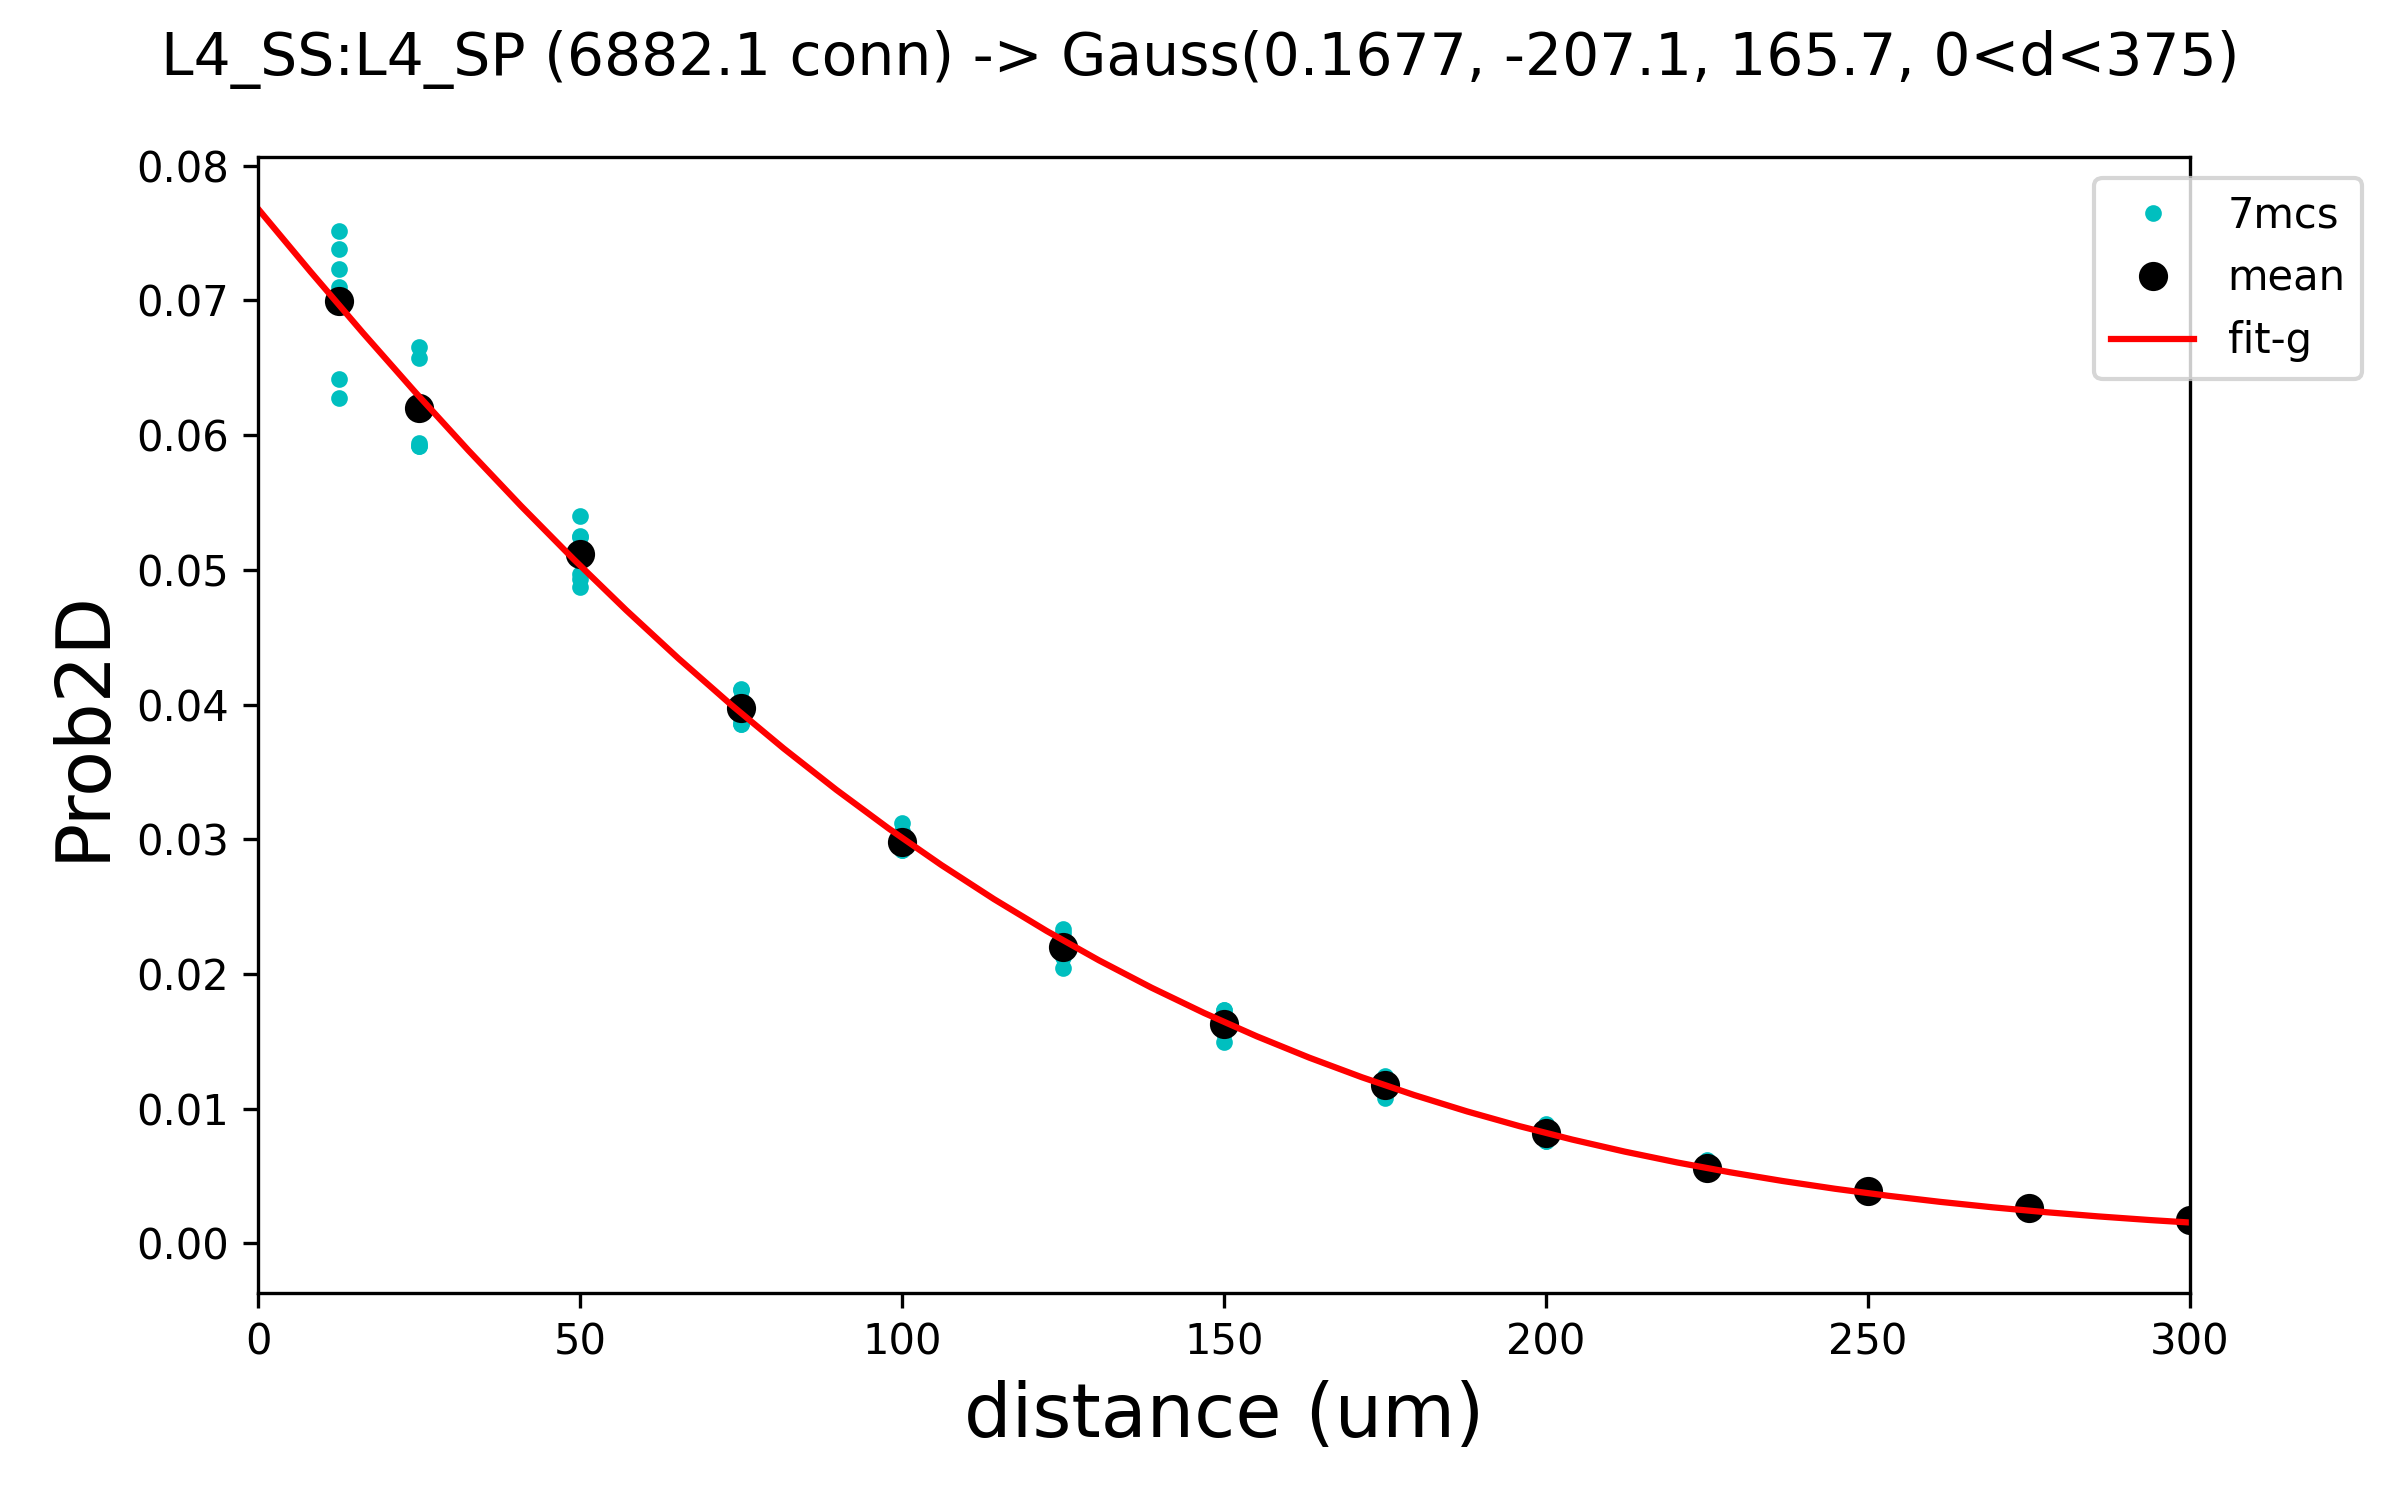 L4_SS:L4_SP (6882.1 conn) -> Gauss(0.1677, -207.1, 165.7, 0<d<375)
0.08
0.07
0.06
0.05
0.04
0.03
0.02
0.01
0.00
Prob2D
7mcs
mean
fit-g
0 50 100 150 200 250 300
distance (um)